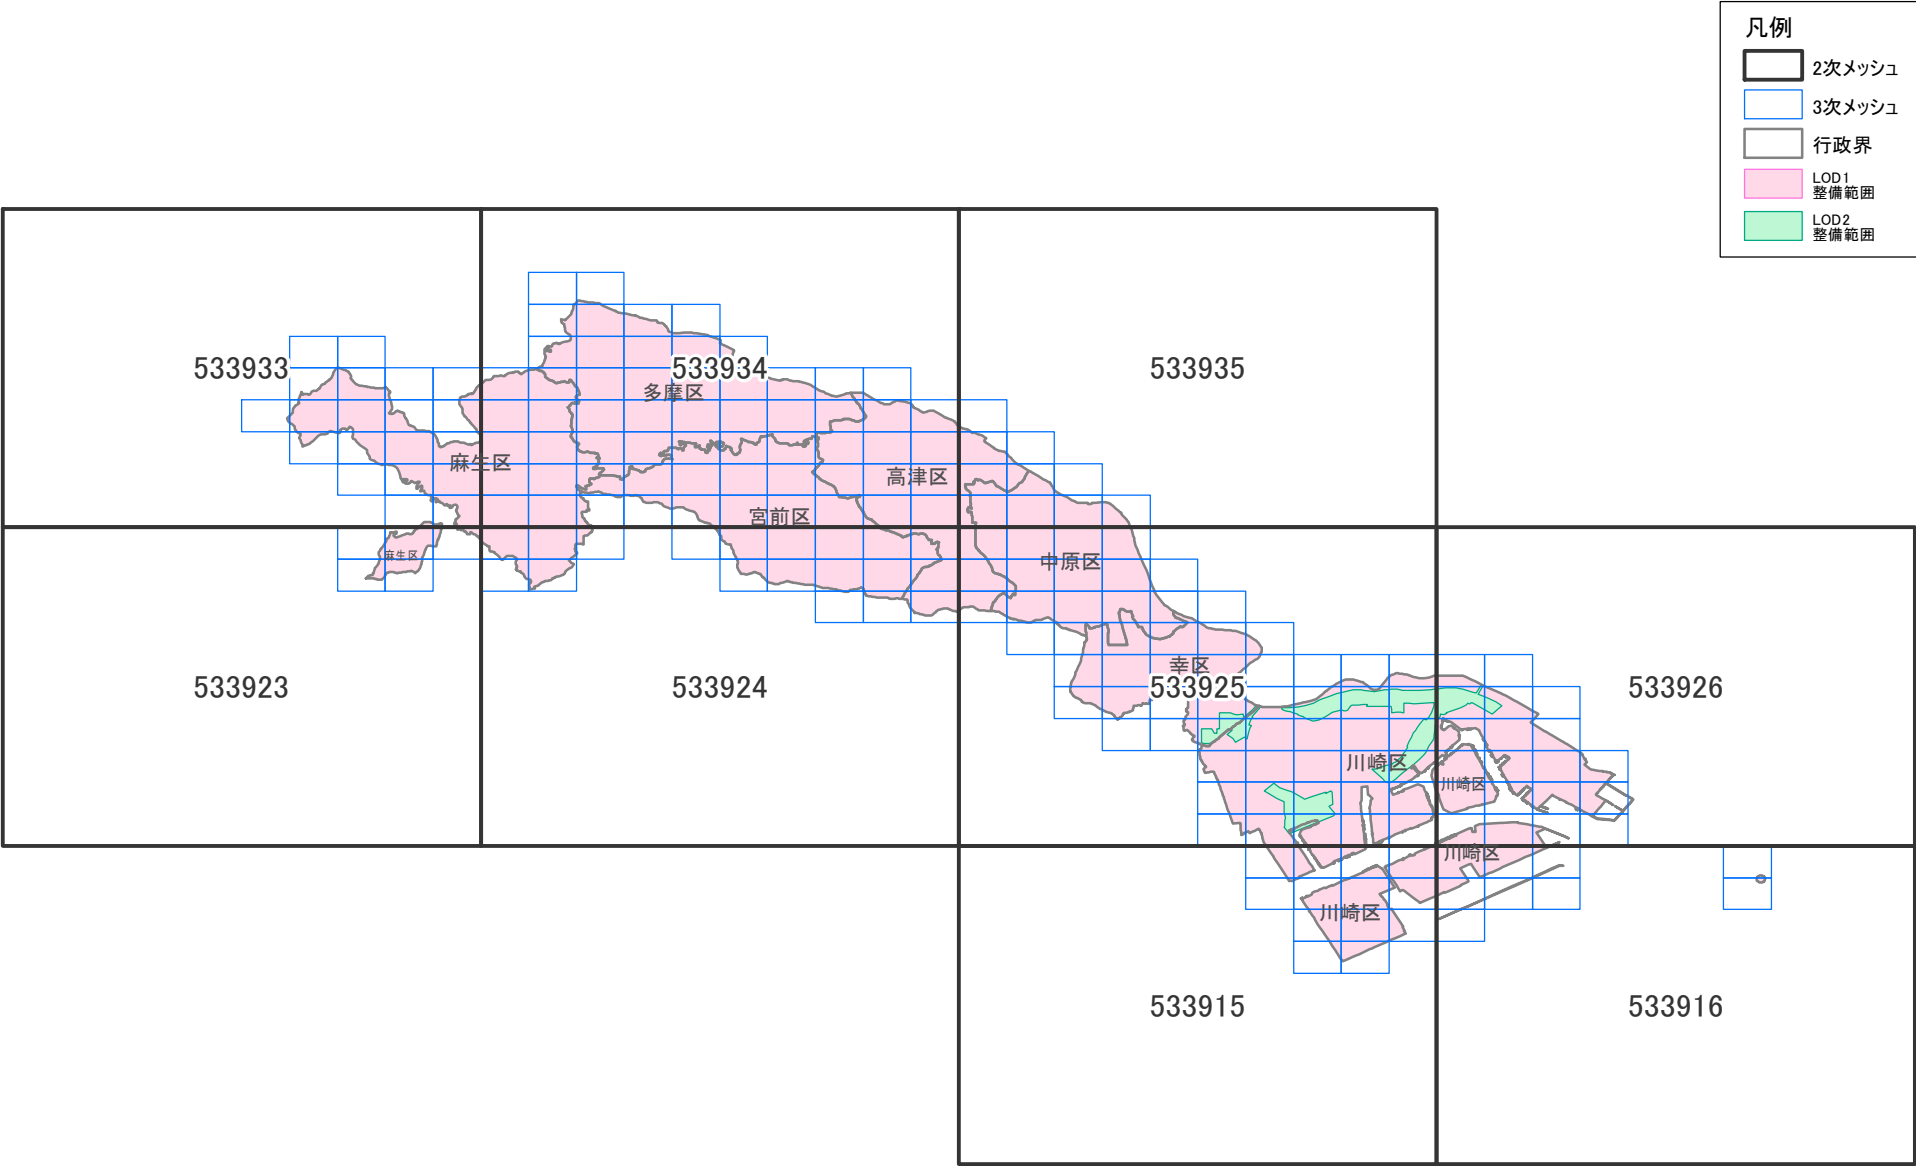 凡例
2次メッシュ
3次メッシュ
行政界
LOD1
整備範囲
LOD2
整備範囲
533933
533934
533935
多摩区
麻生区
高津区
宮前区
麻生区
中原区
幸区
533923
533924
533925
533926
川崎区
川崎区
川崎区
川崎区
533915
533916